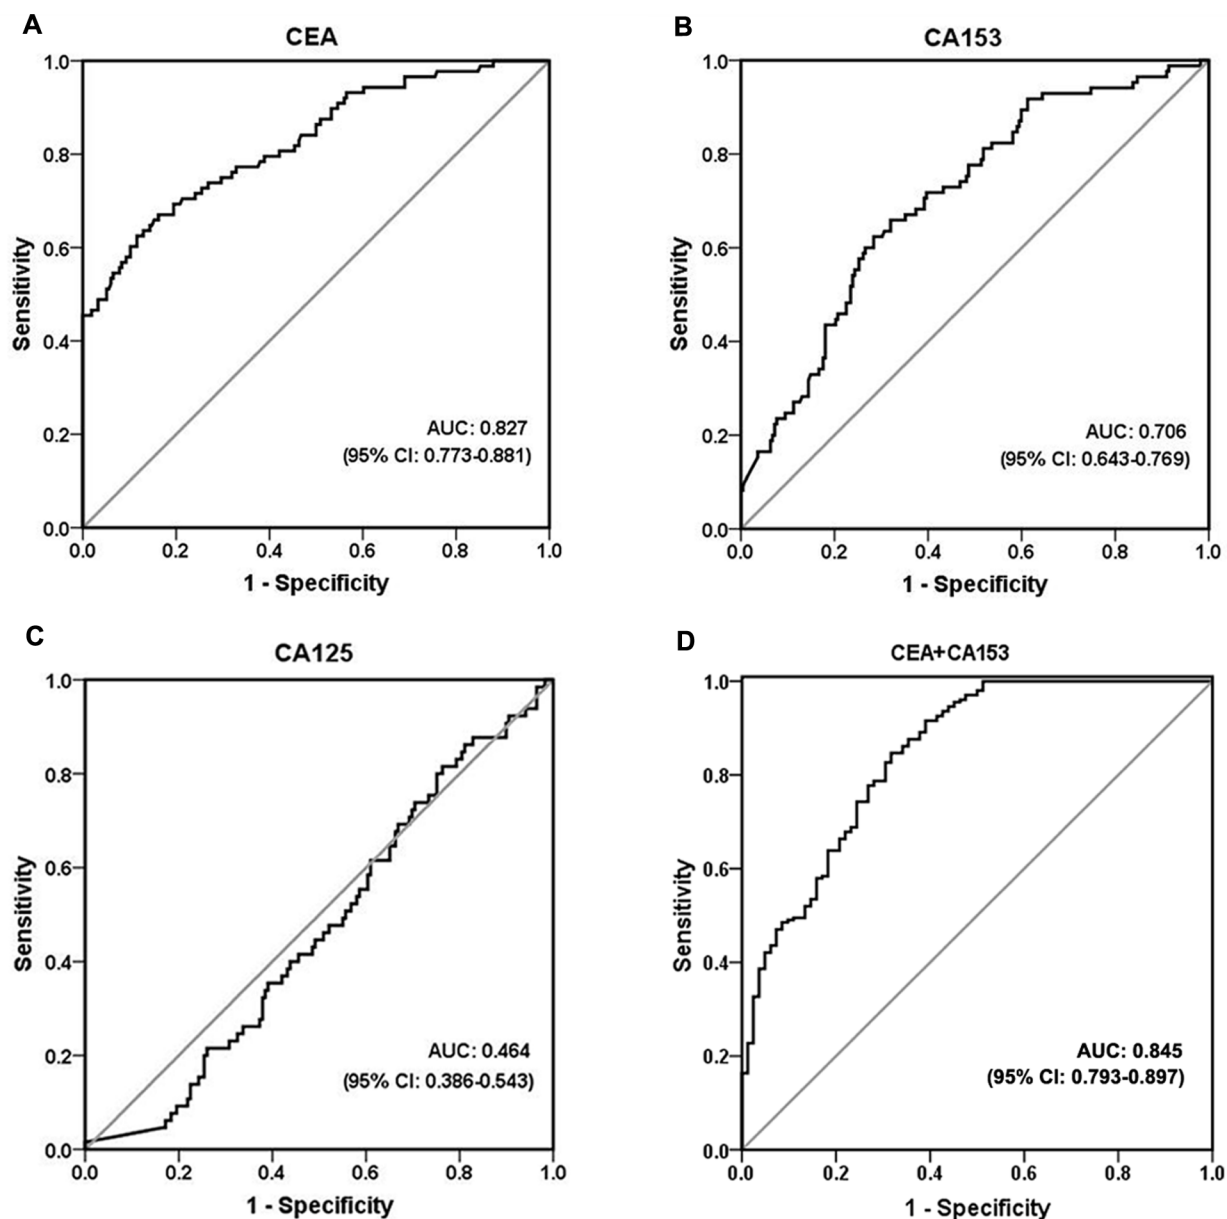 A
CEA
1.0
0.8
0.6
0.4
0.2
0.0
Sensitivity
AUC: 0.827
(95% CI: 0.773-0.881)
0.0 0.2 0.4 0.6 0.8 1.0
1 - Specificity
B
CA153
1.0
0.8
0.6
0.4
0.2
0.0
Sensitivity
AUC: 0.706
(95% CI: 0.643-0.769)
0.0 0.2 0.4 0.6 0.8 1.0
1 - Specificity
C
CA125
1.0
0.8
0.6
0.4
0.2
0.0
Sensitivity
AUC: 0.464
(95% CI: 0.386-0.543)
0.0 0.2 0.4 0.6 0.8 1.0
1 - Specificity
D
CEA+CA153
1.0
0.8
0.6
0.4
0.2
0.0
Sensitivity
AUC: 0.845
(95% CI: 0.793-0.897)
0.0 0.2 0.4 0.6 0.8 1.0
1 - Specificity